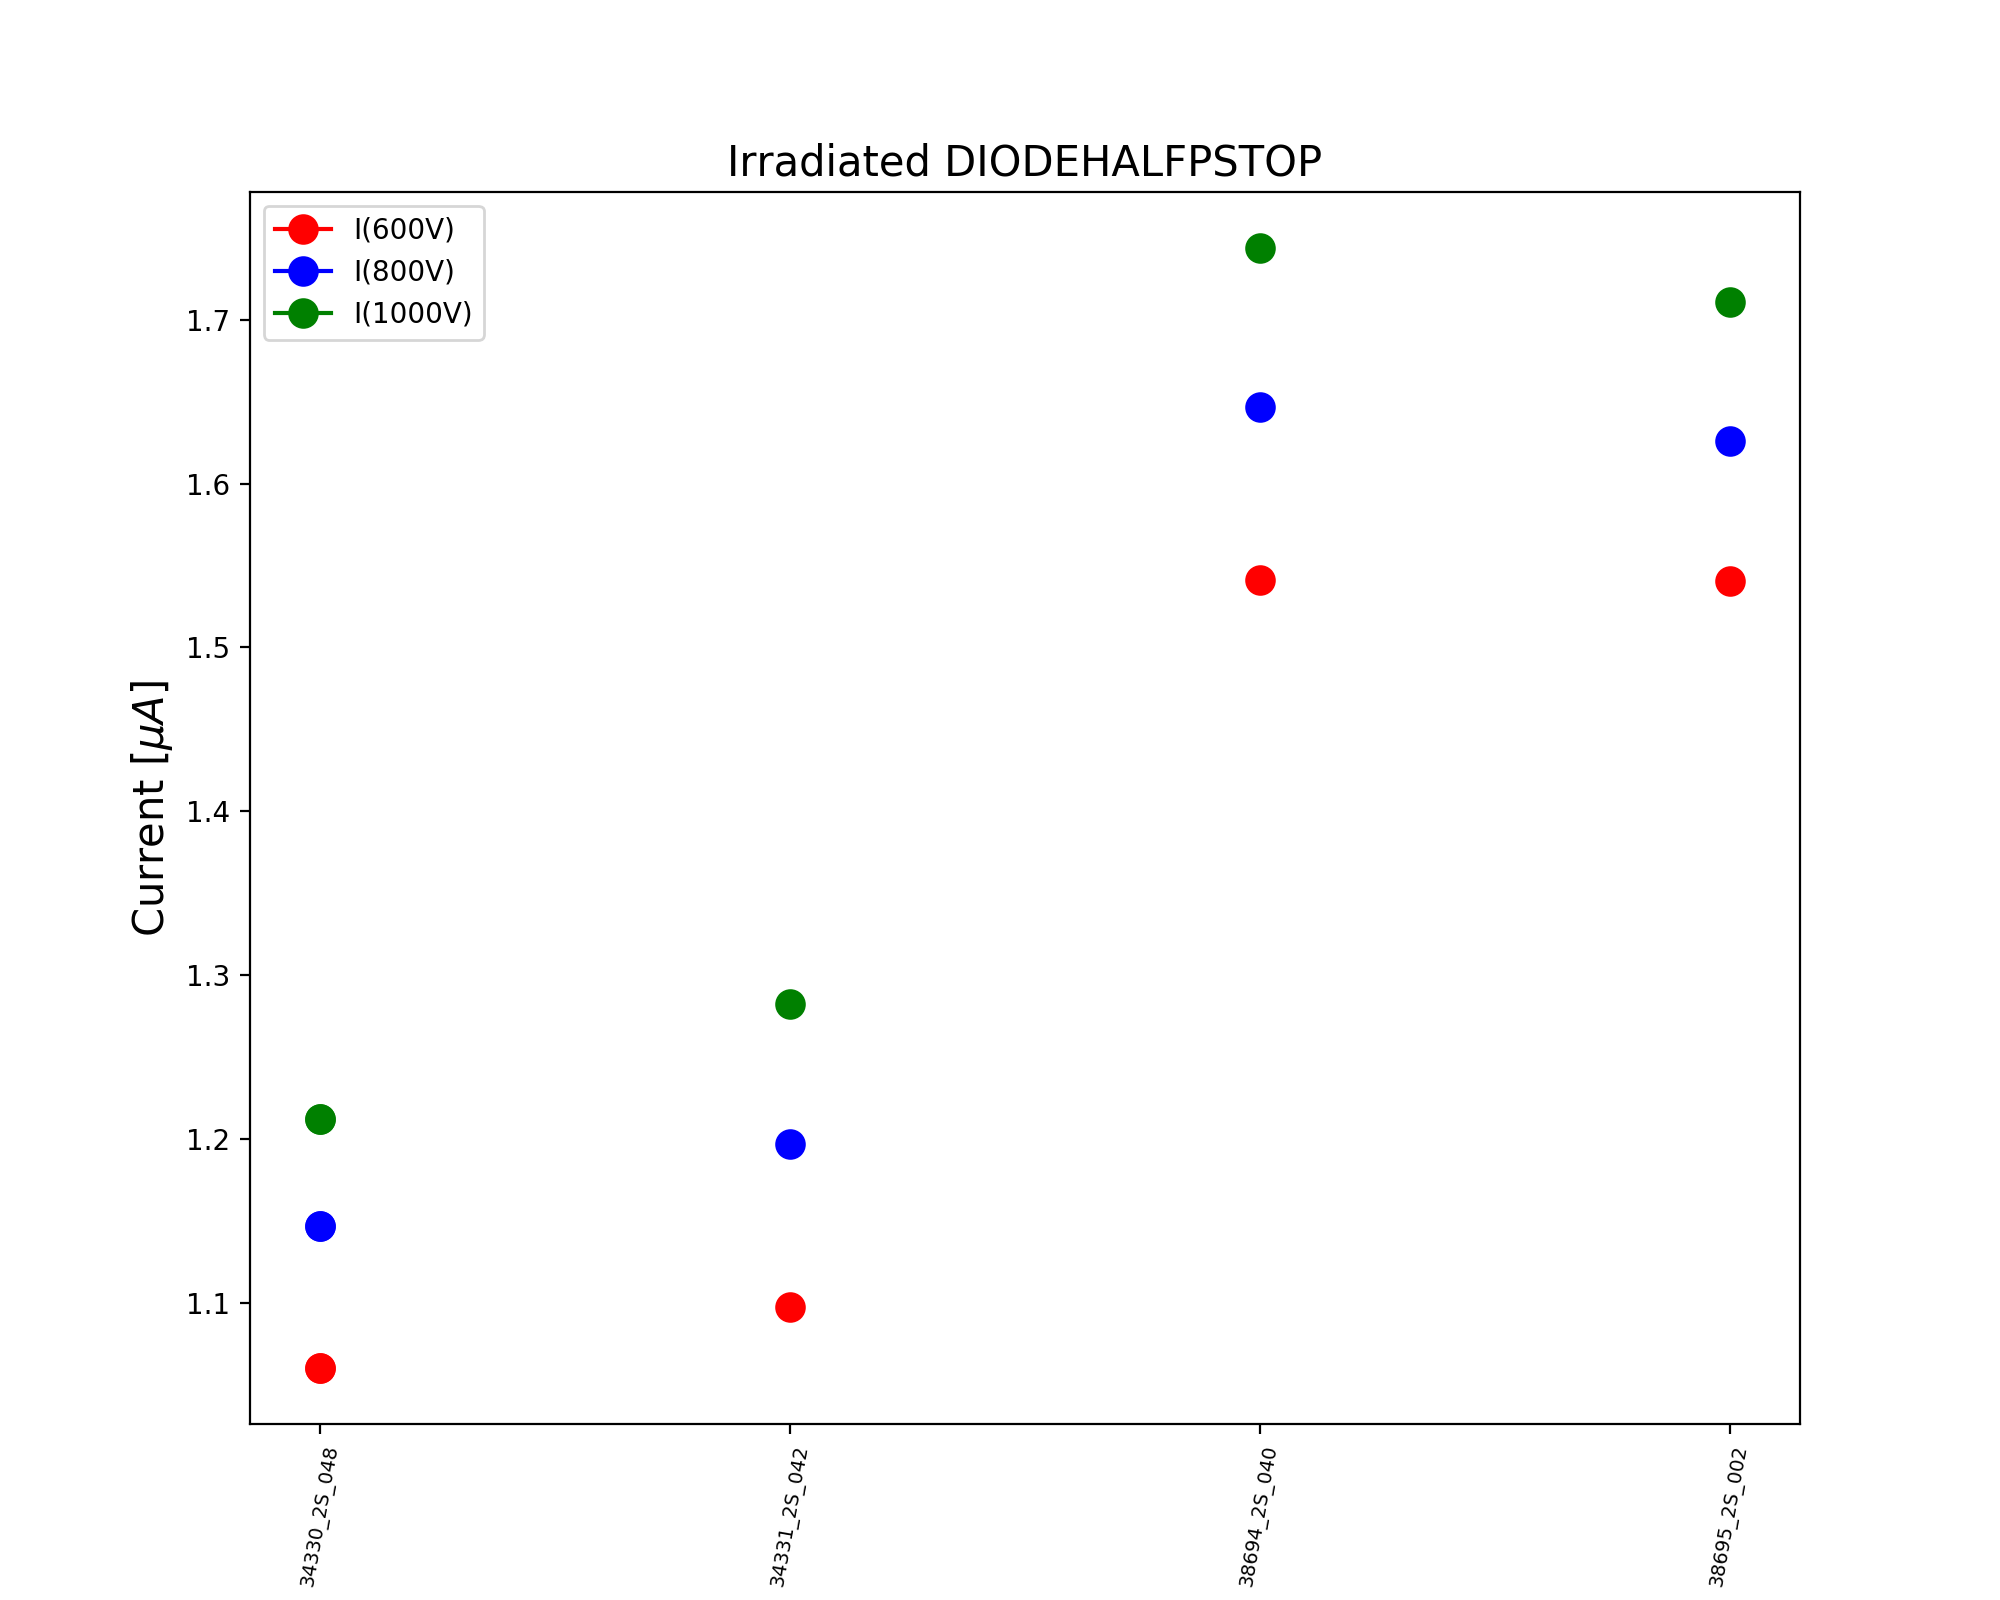 Irradiated DIODEHALFPSTOP
I(600V)
I(800V)
I(1000V)
Current [μA]
1.7
1.6
1.5
1.4
1.3
1.2
1.1
34330_2S_048
34331_2S_042
38694_2S_040
38695_2S_002